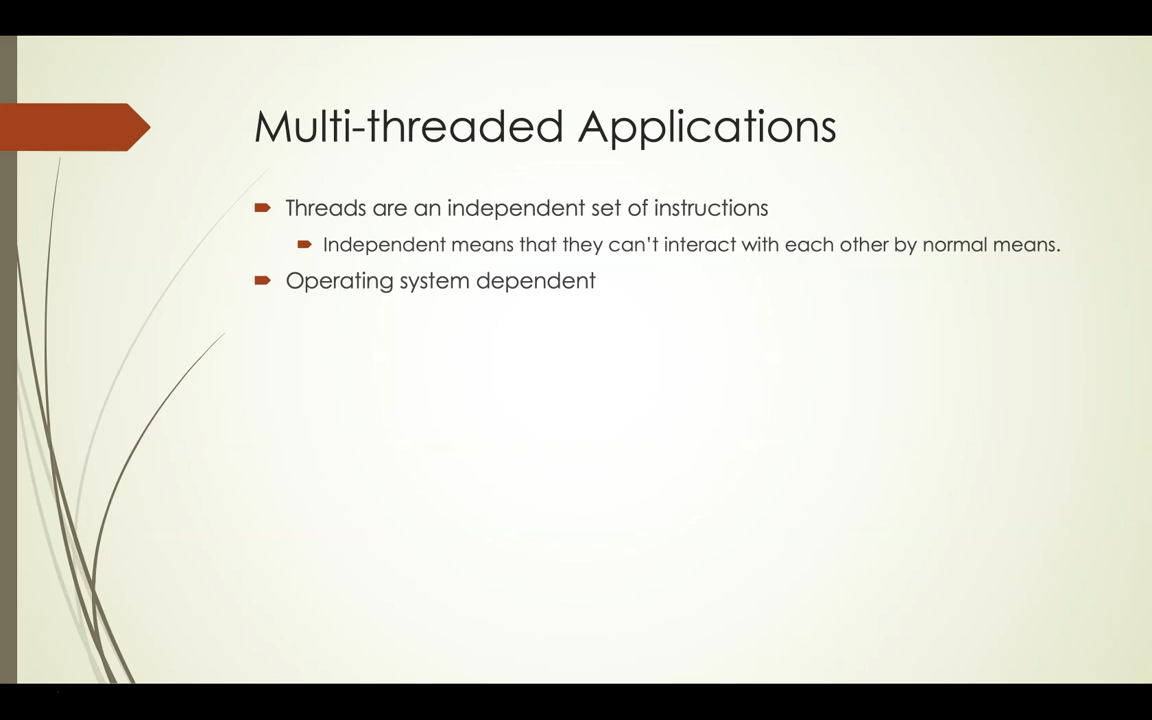 Multi-threaded Applications
Threads are an independent set of instructions
Independent means that they can't interact with each other by normal means.
Operating system dependent